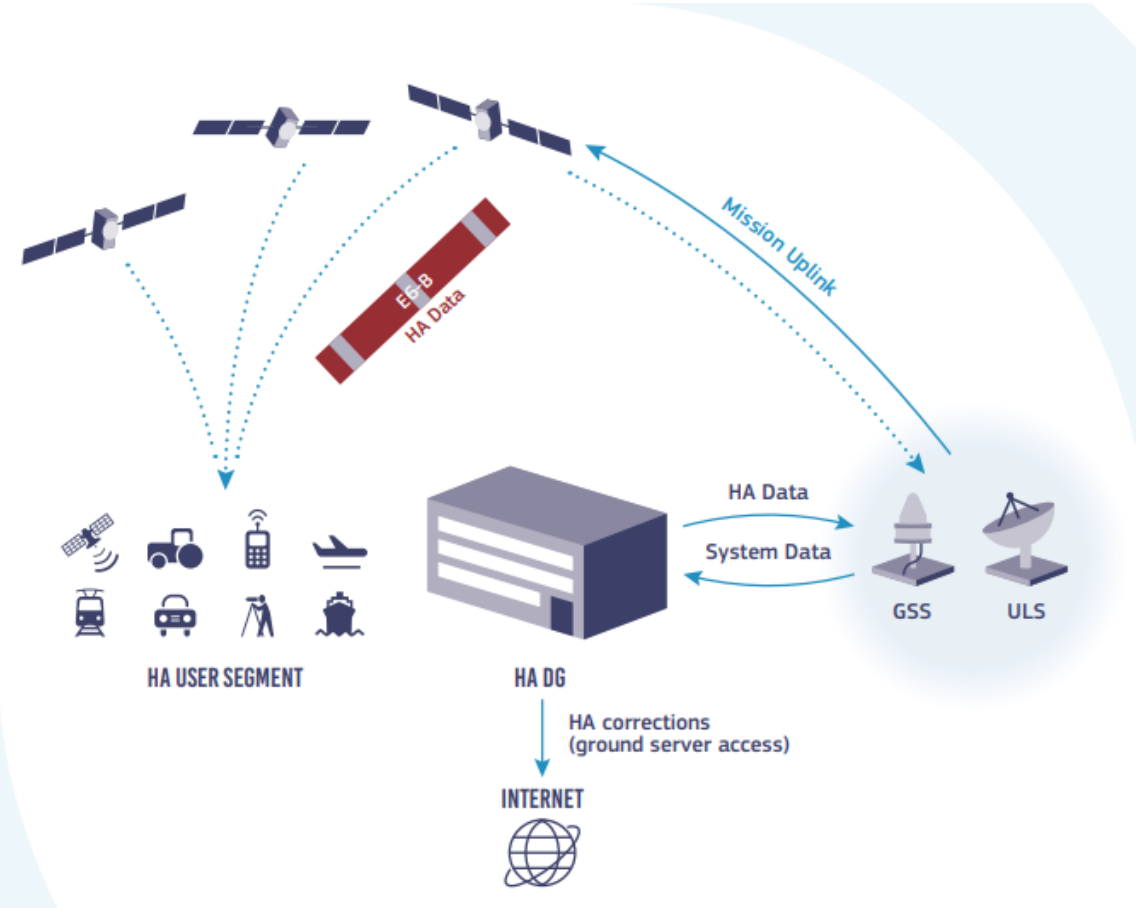 Mission Uplink
E6-B
HA Data
HA Data
System Data
GSS
ULS
HA USER SEGMENT
HA DG
HA corrections
(ground server access)
INTERNET